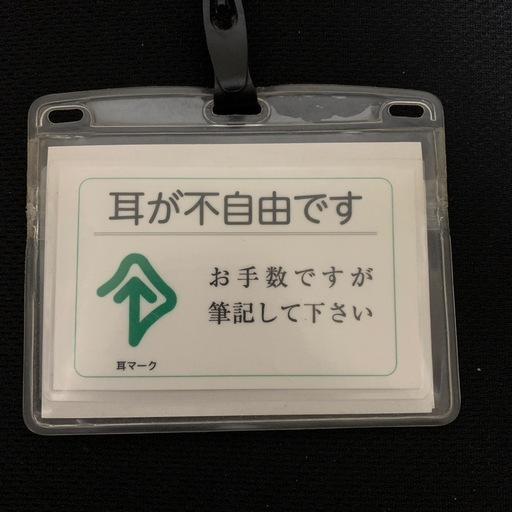 耳が不自由です
お手数ですが
筆記して下さい
耳マーク